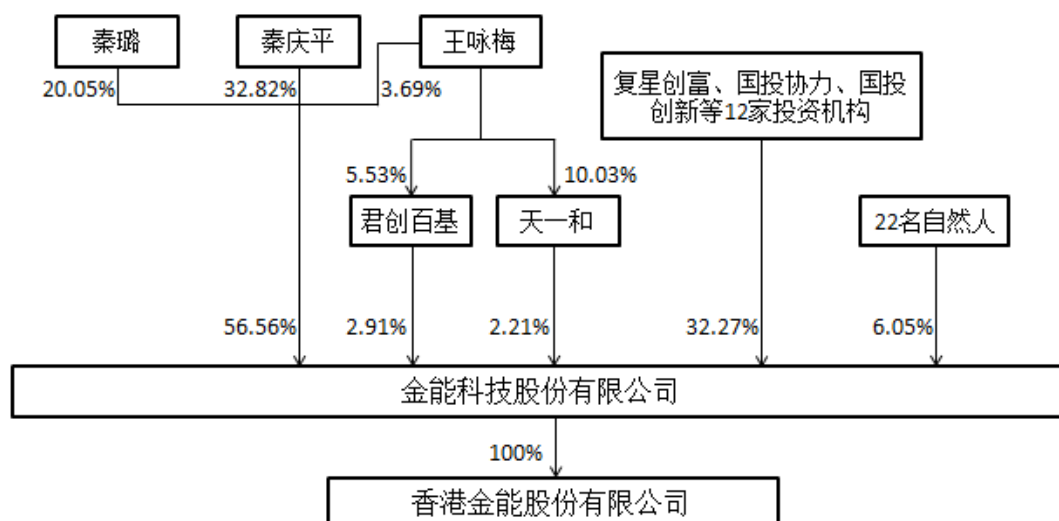 秦璐
秦庆平
王咏梅
20.05%
32.82%
3.69%
复星创富、国投协力、国投
创新等12家投资机构
5.53%
10.03%
君创百基
天一和
22名自然人
56.56%
2.91%
2.21%
32.27%
6.05%
金能科技股份有限公司
100%
香港金能股份有限公司